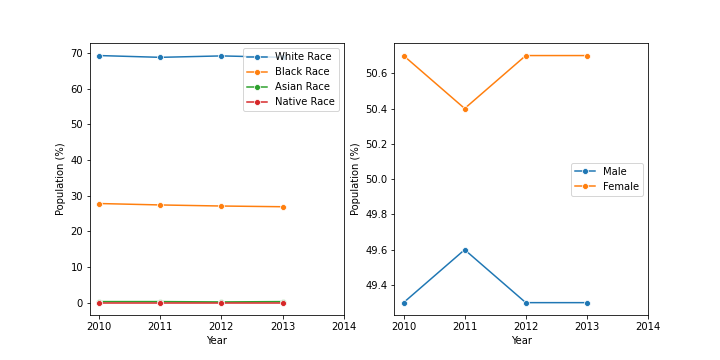 70
60
50
40
30
20
10
0
Population (%)
2010 2011 2012 2013 2014
Year
White Race
Black Race
Asian Race
Native Race
50.6
50.4
50.2
50.0
49.8
49.6
49.4
Population (%)
2010 2011 2012 2013 2014
Year
Male
Female